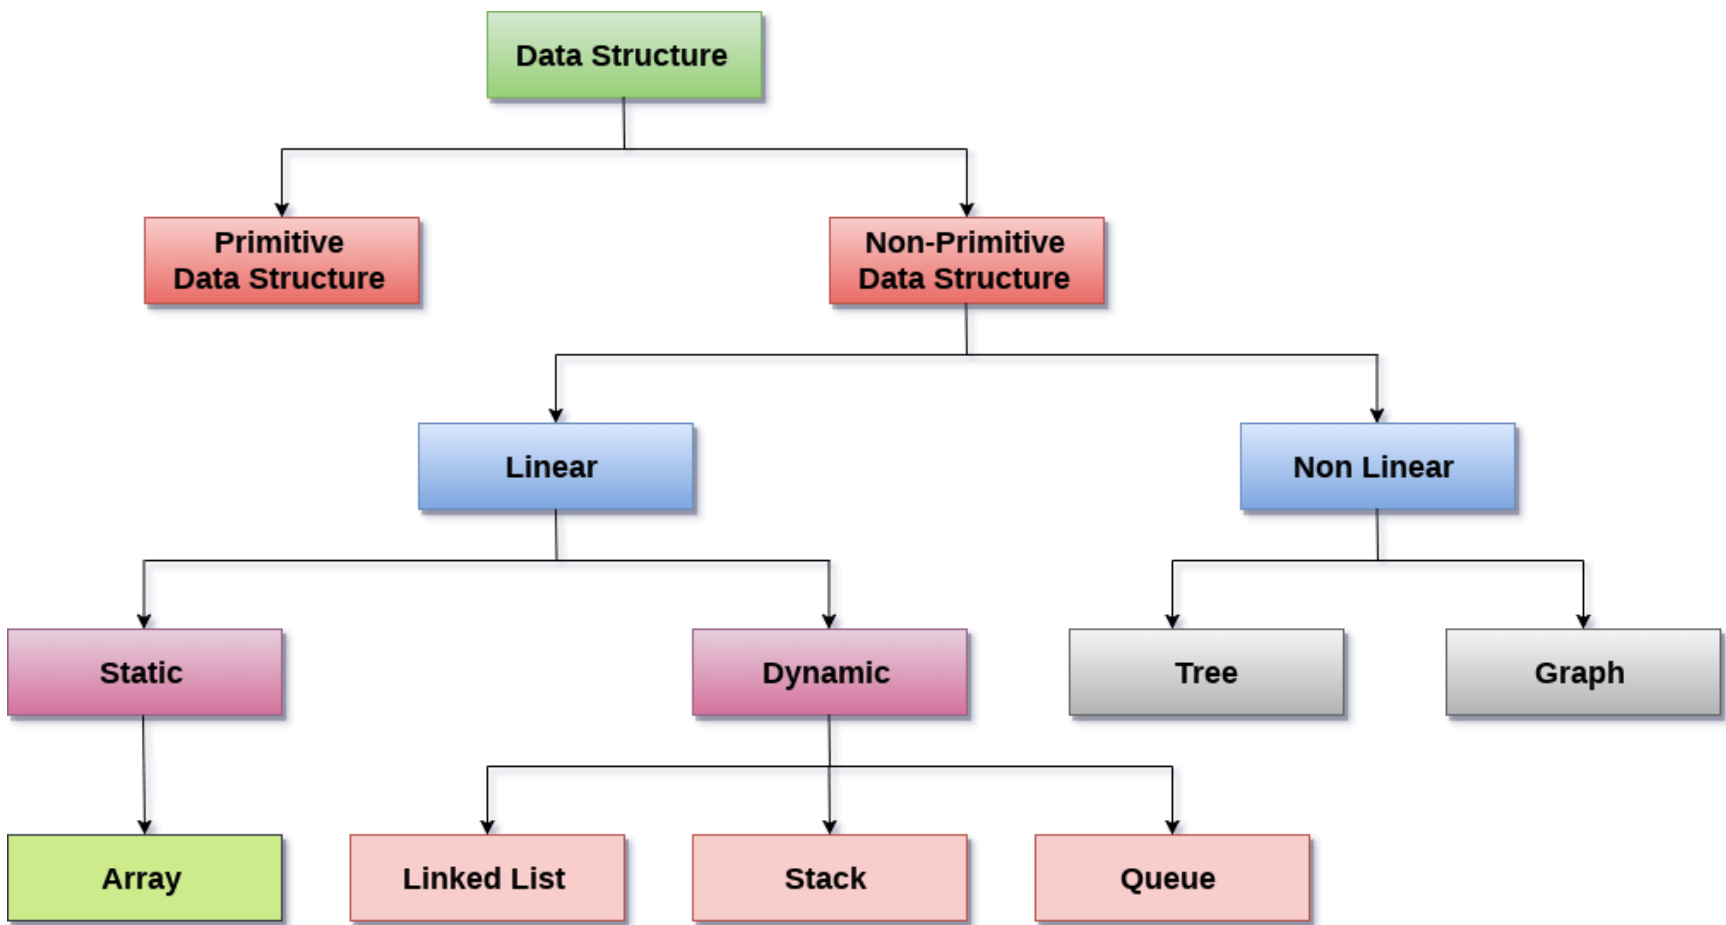 Data Structure
Primitive
Data Structure
Non-Primitive
Data Structure
Linear
Non Linear
Static
Dynamic
Tree
Graph
Array
Linked List
Stack
Queue